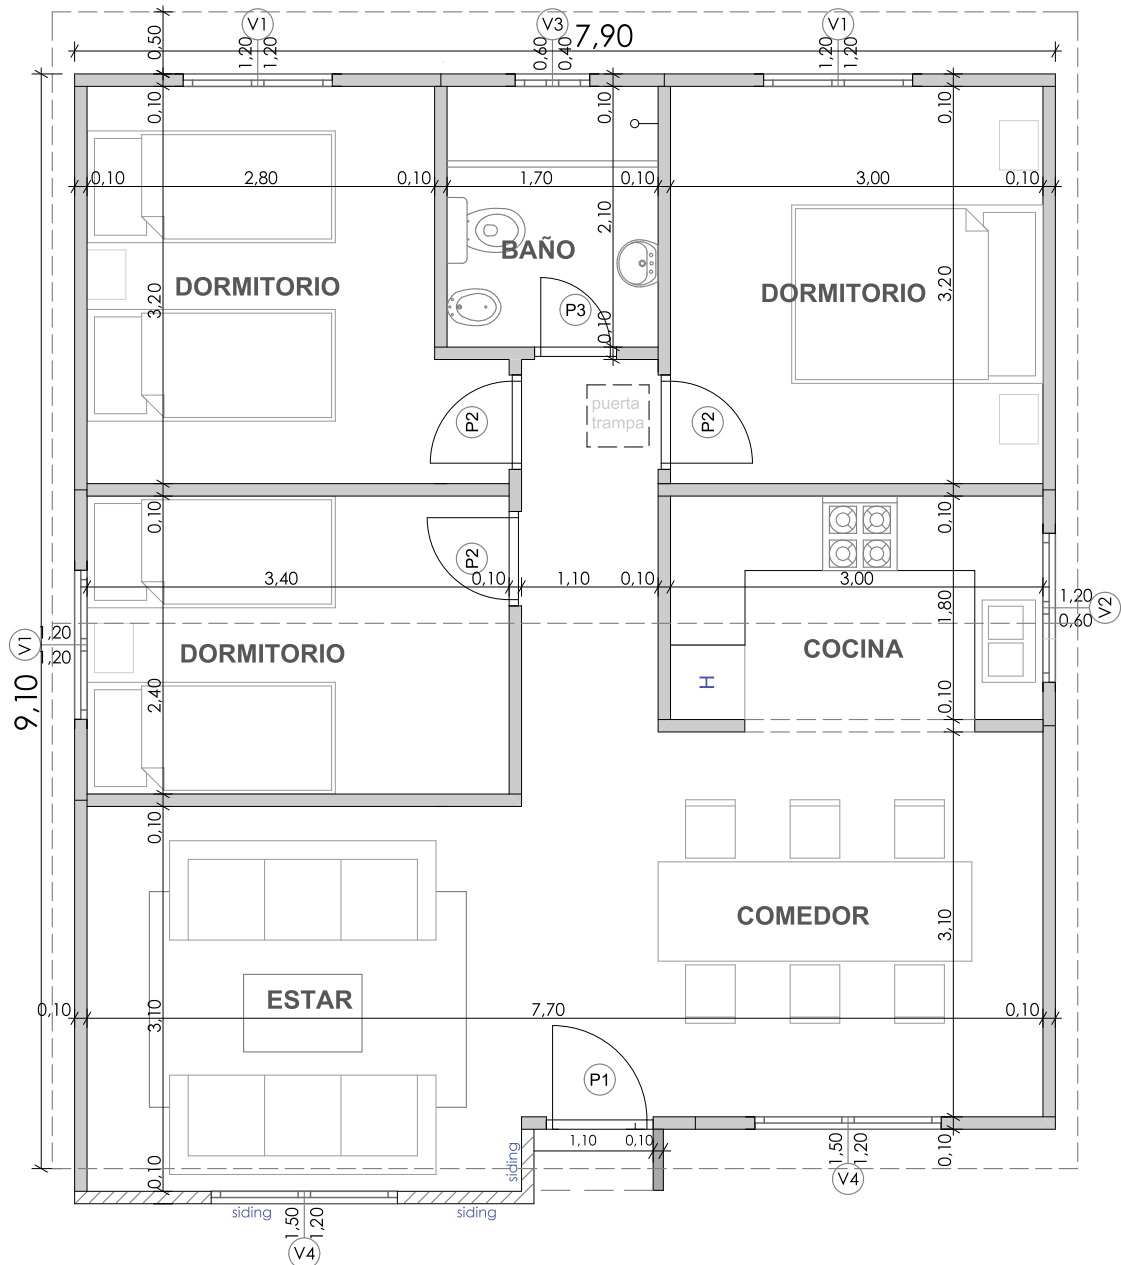 V1
V3
V1
0,50
1,20
1,20
0,60
0,40
7,90
1,20
1,20
0,10
0,10
0,10
0,10
2,80
0,10
1,70
0,10
3,00
0,10
2,10
BAÑO
DORMITORIO
3,20
DORMITORIO
3,20
P3
0,10
puerta
trampa
P2
P2
0,10
0,10
P2
3,40
0,10
1,10
0,10
3,00
1,20
0,60
V2
1,80
V1
1,20
1,20
DORMITORIO
COCINA
H
9,10
2,40
0,10
0,10
COMEDOR
3,10
ESTAR
0,10
3,10
7,70
0,10
P1
1,10
0,10
siding
0,10
1,50
1,20
0,10
V4
siding
siding
1,50
1,20
V4